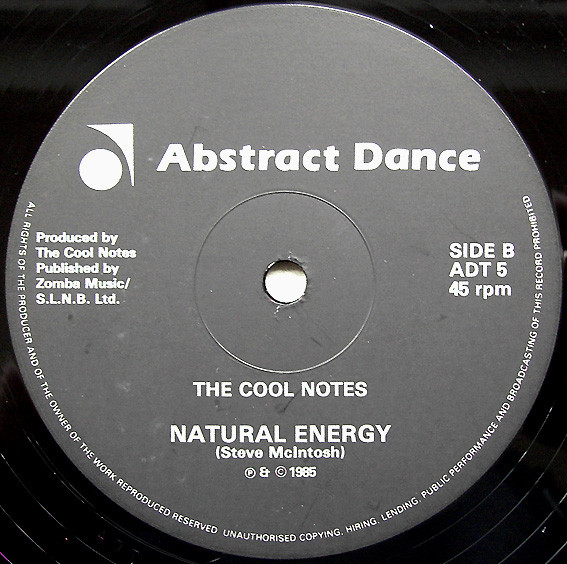 Abstract Dance
Produced by
The Cool Notes
Published by
Zomba Music/
S.L.N.B. Ltd.
SIDE B
ADT 5
45 rpm
THE COOL NOTES
NATURAL ENERGY
(Steve McIntosh)
℗ & © 1985
ALL RIGHTS OF THE PRODUCER AND OF THE OWNER OF THE WORK REPRODUCED RESERVED UNAUTHORISED COPYING, HIRING, LENDING, PUBLIC PERFORMANCE AND BROADCASTING OF THIS RECORD PROHIBITED